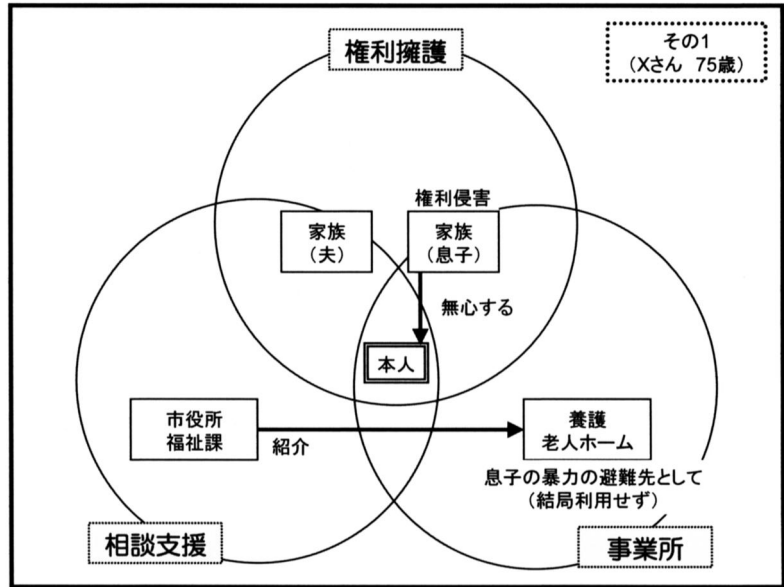 その1
(Xさん 75歳)
権利擁護
権利侵害
家族
(夫)
家族
(息子)
無心する
本人
市役所
福祉課
紹介
養護
老人ホーム
息子の暴力の避難先として
(結局利用せず)
相談支援
事業所